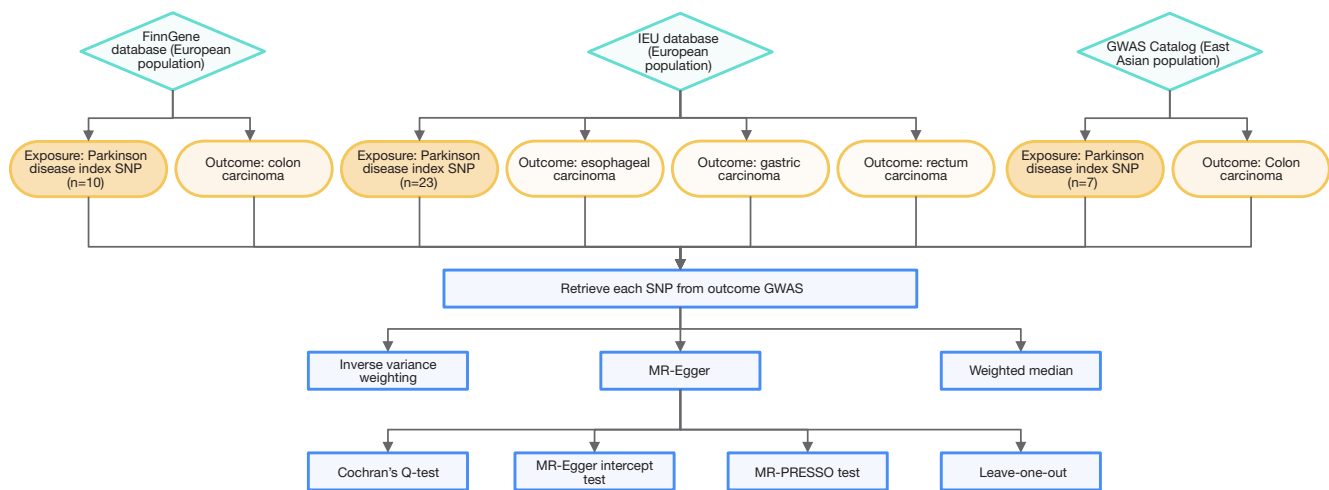 FinnGene
database (European
population)
IEU database
(European
population)
GWAS Catalog (East
Asian population)
Exposure: Parkinson
disease index SNP
(n=10)
Outcome: colon
carcinoma
Exposure: Parkinson
disease index SNP
(n=23)
Outcome: esophageal
carcinoma
Outcome: gastric
carcinoma
Outcome: rectum
carcinoma
Exposure: Parkinson
disease index SNP
(n=7)
Outcome: Colon
carcinoma
Retrieve each SNP from outcome GWAS
Inverse variance
weighting
MR-Egger
Weighted median
Cochran's Q-test
MR-Egger intercept
test
MR-PRESSO test
Leave-one-out